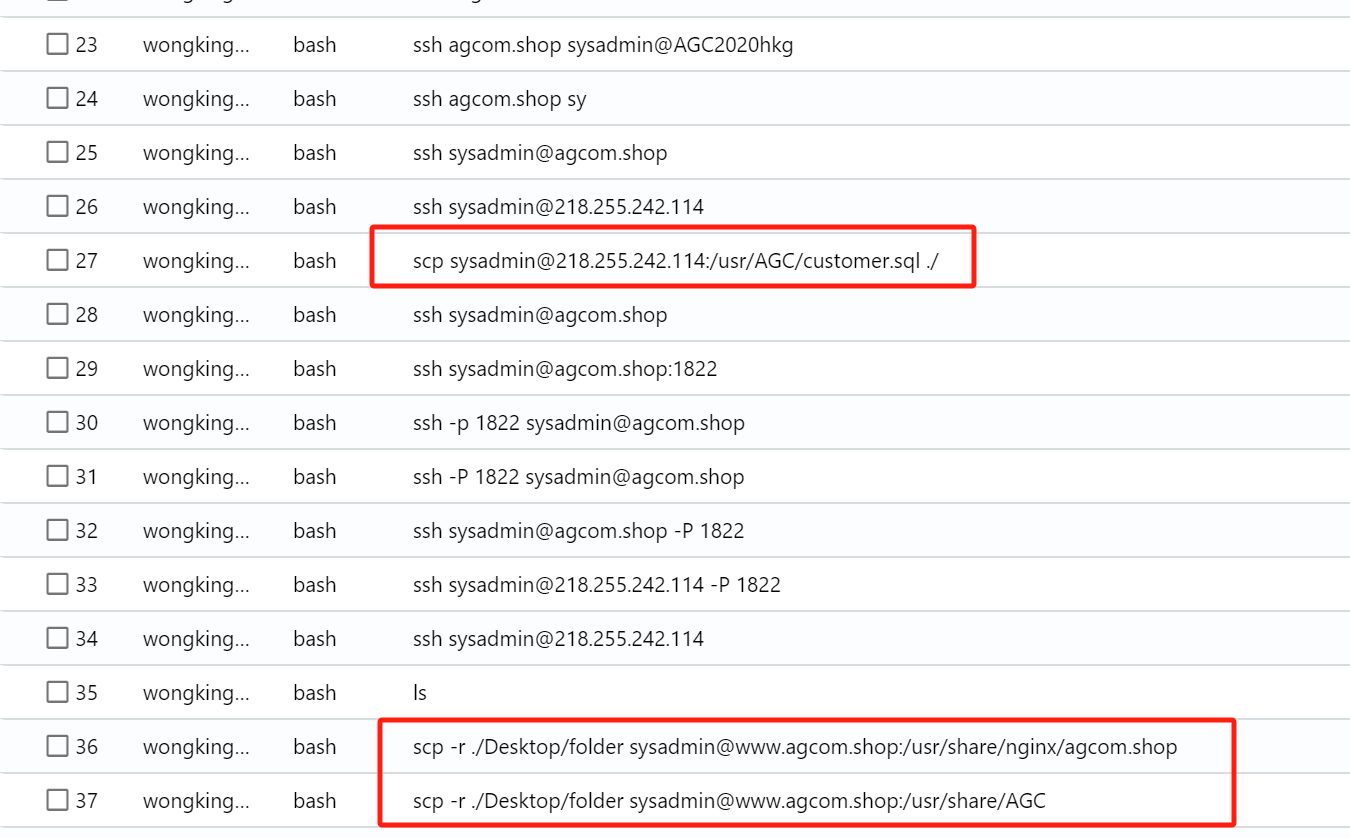 23 wongking... bash ssh agcom.shop sysadmin@AGC2020hkg
24 wongking... bash ssh agcom.shop sy
25 wongking... bash ssh sysadmin@agcom.shop
26 wongking... bash ssh sysadmin@218.255.242.114
27 wongking... bash scp sysadmin@218.255.242.114:/usr/AGC/customer.sql ./
28 wongking... bash ssh sysadmin@agcom.shop
29 wongking... bash ssh sysadmin@agcom.shop:1822
30 wongking... bash ssh -p 1822 sysadmin@agcom.shop
31 wongking... bash ssh -P 1822 sysadmin@agcom.shop
32 wongking... bash ssh sysadmin@agcom.shop -P 1822
33 wongking... bash ssh sysadmin@218.255.242.114 -P 1822
34 wongking... bash ssh sysadmin@218.255.242.114
35 wongking... bash ls
36 wongking... bash scp -r ./Desktop/folder sysadmin@www.agcom.shop:/usr/share/nginx/agcom.shop
37 wongking... bash scp -r ./Desktop/folder sysadmin@www.agcom.shop:/usr/share/AGC